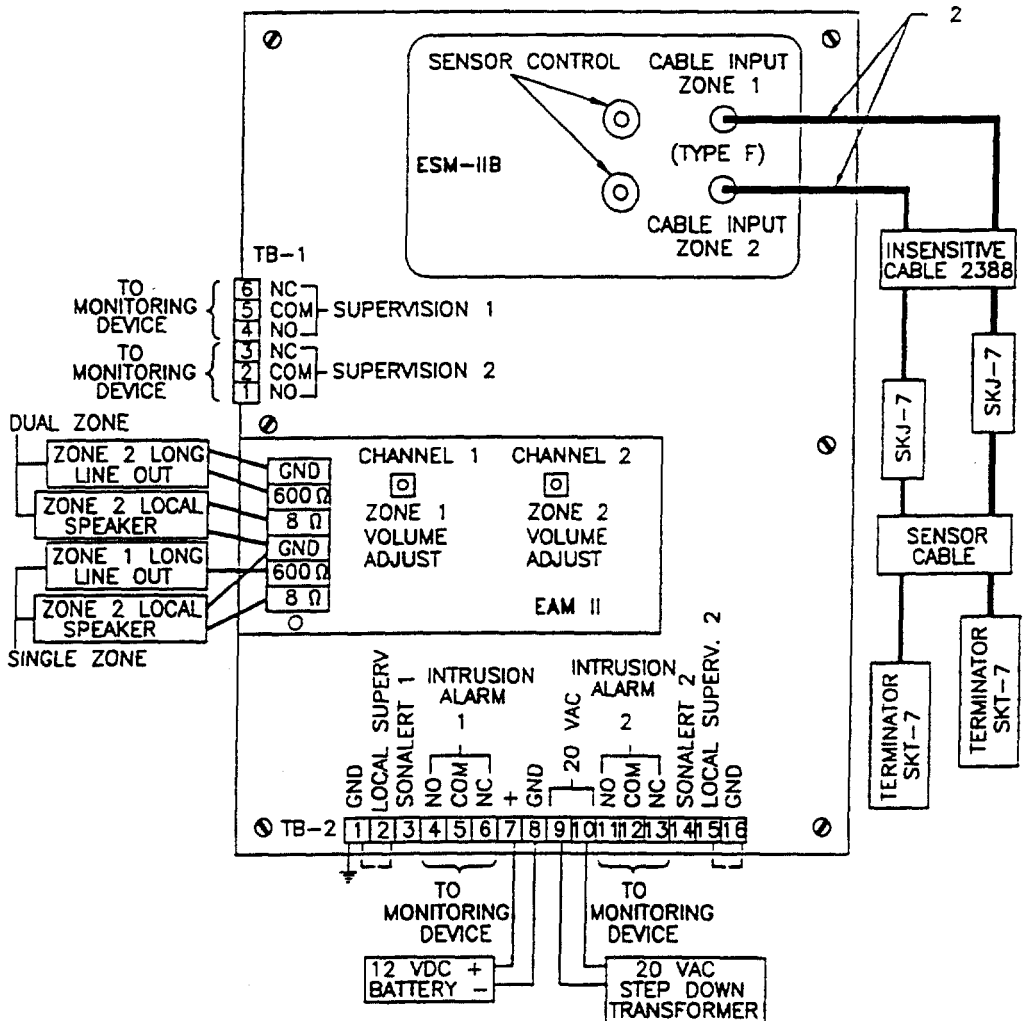 2
SENSOR CONTROL
CABLE INPUT
ZONE 1
(TYPE F)
ESM-IIB
CABLE INPUT
ZONE 2
INSENSITIVE
CABLE 2388
SKJ-7
SKJ-7
SENSOR
CABLE
TERMINATOR
SKT-7
TERMINATOR
SKT-7
TB-1
TO
MONITORING
DEVICE
6 NC
5 COM
4 NO
SUPERVISION 1
TO
MONITORING
DEVICE
3 NC
2 COM
1 NO
SUPERVISION 2
DUAL ZONE
ZONE 2 LONG
LINE OUT
ZONE 2 LOCAL
SPEAKER
ZONE 1 LONG
LINE OUT
ZONE 2 LOCAL
SPEAKER
SINGLE ZONE
GND
600 Ω
8 Ω
GND
600 Ω
8 Ω
CHANNEL 1
ZONE 1
VOLUME
ADJUST
CHANNEL 2
ZONE 2
VOLUME
ADJUST
EAM II
GND
LOCAL SUPERV
SONALERT 1
INTRUSION
ALARM
1
NO
COM
NC
+
GND
20 VAC
INTRUSION
ALARM
2
NO
COM
NC
SONALERT 2
LOCAL SUPERV. 2
GND
TB-2
1 2 3 4 5 6 7 8 9 10 11 12 13 14 15 16
TO
MONITORING
DEVICE
TO
MONITORING
DEVICE
12 VDC +
BATTERY -
20 VAC
STEP DOWN
TRANSFORMER